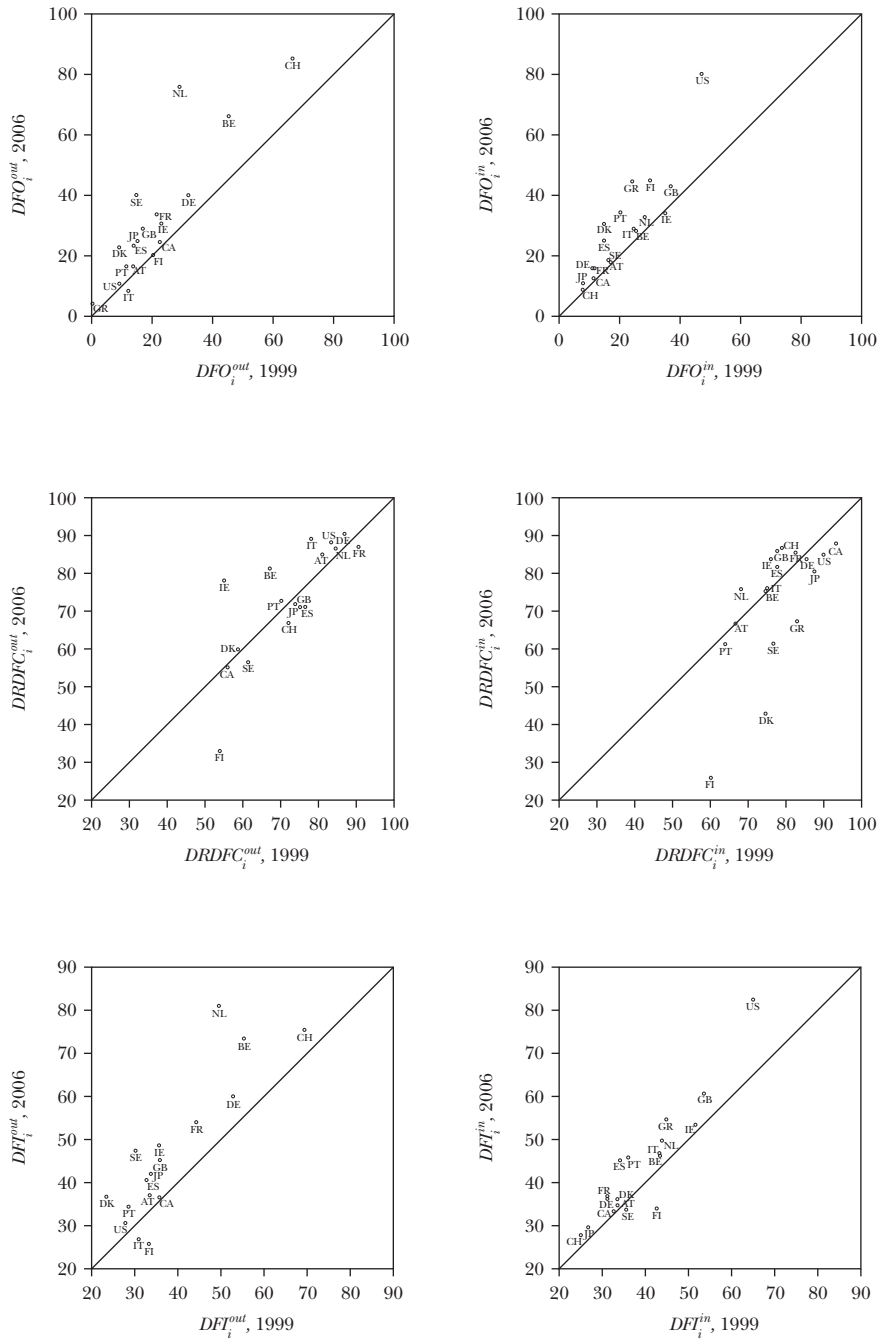 100
80
60
40
20
0
DFO_i^out, 2006
CH
NL
BE
SE
DE
FR
IE
JP GB
ES CA
DK
FI
PT AT
US
IT
GR
0 20 40 60 80 100
DFO_i^out, 1999
100
80
60
40
20
0
DFO_i^in, 2006
US
GR FI
GB
PT
NL IE
DK
IT BE
ES
SE
DE AT
FR
JP CA
CH
0 20 40 60 80 100
DFO_i^in, 1999
100
90
80
70
60
50
40
30
20
DRDFC_i^out, 2006
US DE
IT
NL FR
AT
BE
IE
GB
PT JP ES
CH
DK
SE
CA
FI
20 30 40 50 60 70 80 90 100
DRDFC_i^out, 1999
100
90
80
70
60
50
40
30
20
DRDFC_i^in, 2006
CH CA
GB FR
IE DE US
ES JP
NL IT
BE
AT GR
PT SE
DK
FI
20 30 40 50 60 70 80 90 100
DRDFC_i^in, 1999
90
80
70
60
50
40
30
20
DFI_i^out, 2006
NL
CH
BE
DE
FR
IE
SE
GB
JP
ES
DK AT CA
PT
US
IT FI
20 30 40 50 60 70 80 90
DFI_i^out, 1999
90
80
70
60
50
40
30
20
DFI_i^in, 2006
US
GB
GR IE
IT NL
ES PT BE
FR DK
DE AT
CA SE FI
JP
CH
20 30 40 50 60 70 80 90
DFI_i^in, 1999